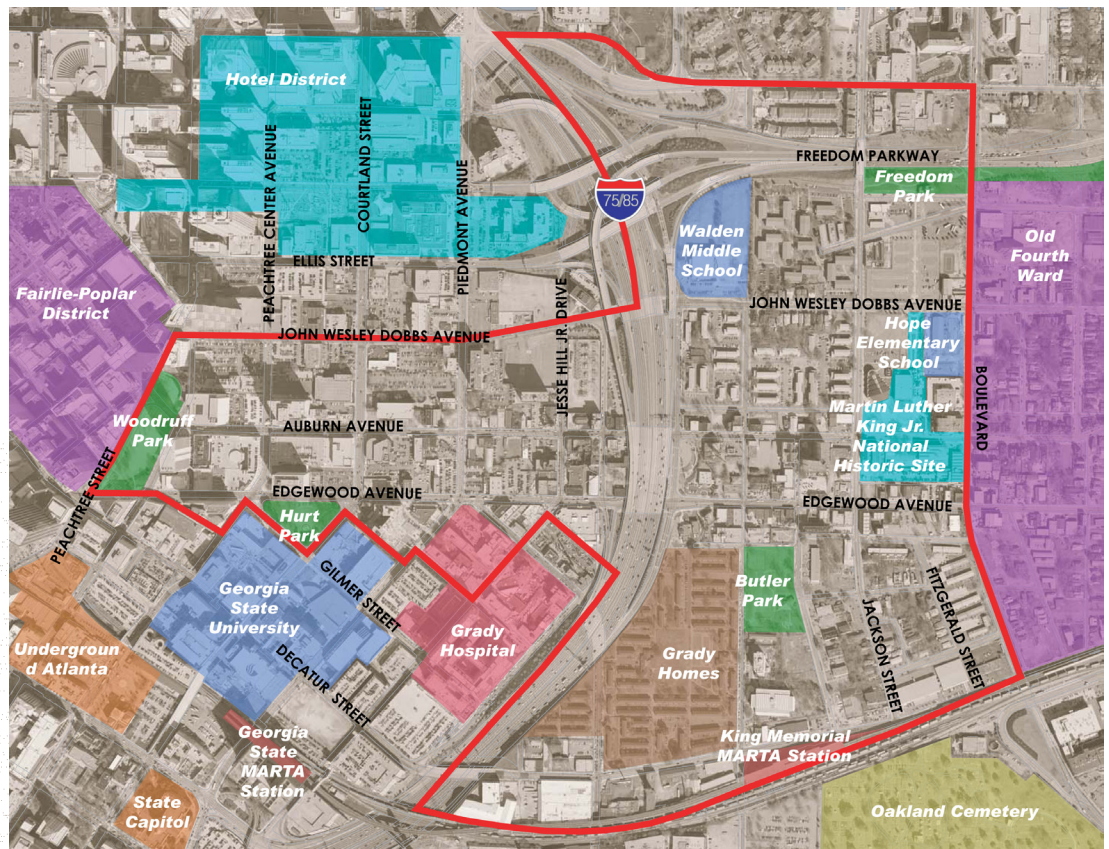 Hotel District
PEACHTREE CENTER AVENUE
COURTLAND STREET
PIEDMONT AVENUE
ELLIS STREET
FREEDOM PARKWAY
Freedom
Park
75/85
Walden
Middle
School
Old
Fourth
Ward
Fairlie-Poplar
District
JOHN WESLEY DOBBS AVENUE
JOHN WESLEY DOBBS AVENUE
JESSE HILL JR. DRIVE
Hope
Elementary
School
BOULEVARD
Woodruff
Park
AUBURN AVENUE
Martin Luther
King Jr.
National
Historic Site
PEACHTREE STREET
EDGEWOOD AVENUE
EDGEWOOD AVENUE
Hurt
Park
GILMER STREET
Georgia
State
University
Grady
Hospital
Butler
Park
JACKSON STREET
FITZGERALD STREET
Undergroun
d Atlanta
DECATUR STREET
Grady
Homes
Georgia
State
MARTA
Station
King Memorial
MARTA Station
State
Capitol
Oakland Cemetery